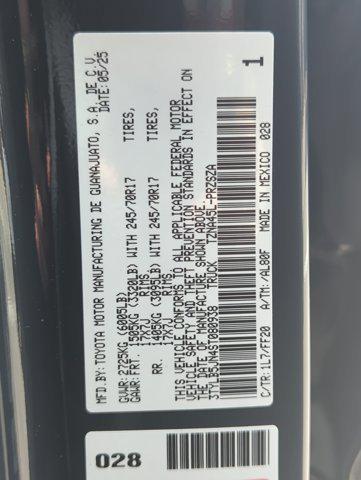 MFD.BY: TOYOTA MOTOR MANUFACTURING DE GUANAJUATO, S.A. DE C.V.
DATE: 05/25
GVWR: 2725KG (6005LB)
GAWR: FRT. 1505KG (3320LB) WITH 245/70R17 TIRES,
17X7J RIMS
RR. 1405KG (3095LB) WITH 245/70R17 TIRES,
17X7J RIMS
THIS VEHICLE CONFORMS TO ALL APPLICABLE FEDERAL MOTOR
VEHICLE SAFETY AND THEFT PREVENTION STANDARDS IN EFFECT ON
THE DATE OF MANUFACTURE SHOWN ABOVE.
3TYLB5JN4ST080938 TRUCK TZNA45L-PRZSZA
1
C/TR: 1L7/FF20 A/TM: /AL80F MADE IN MEXICO 028
028